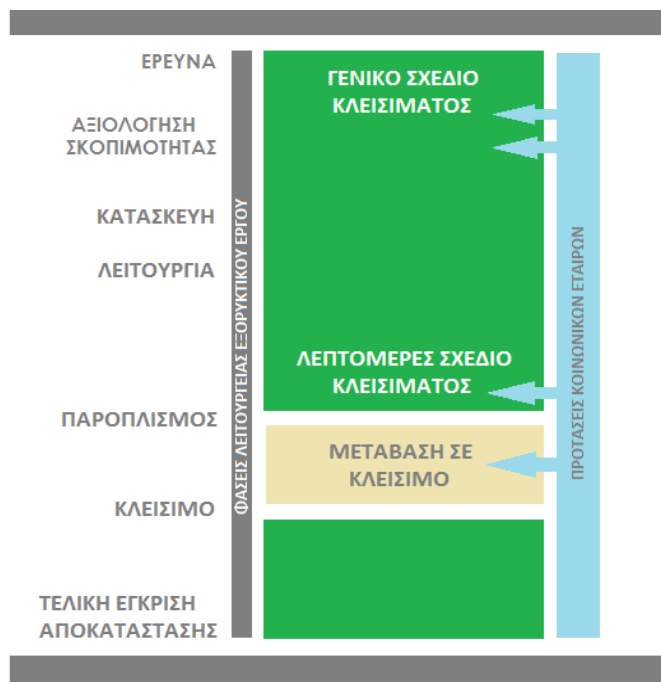 ΕΡΕΥΝΑ
ΑΞΙΟΛΟΓΗΣΗ
ΣΚΟΠΙΜΟΤΗΤΑΣ
ΚΑΤΑΣΚΕΥΗ
ΛΕΙΤΟΥΡΓΙΑ
ΠΑΡΟΠΛΙΣΜΟΣ
ΚΛΕΙΣΙΜΟ
ΤΕΛΙΚΗ ΕΓΚΡΙΣΗ
ΑΠΟΚΑΤΑΣΤΑΣΗΣ
ΦΑΣΕΙΣ ΛΕΙΤΟΥΡΓΕΙΑΣ ΕΞΟΡΥΚΤΙΚΟΥ ΕΡΓΟΥ
ΓΕΝΙΚΟ ΣΧΕΔΙΟ
ΚΛΕΙΣΙΜΑΤΟΣ
ΛΕΠΤΟΜΕΡΕΣ ΣΧΕΔΙΟ
ΚΛΕΙΣΙΜΑΤΟΣ
ΜΕΤΑΒΑΣΗ ΣΕ
ΚΛΕΙΣΙΜΟ
ΠΡΟΤΑΣΕΙΣ ΚΟΙΝΩΝΙΚΩΝ ΕΤΑΙΡΩΝ